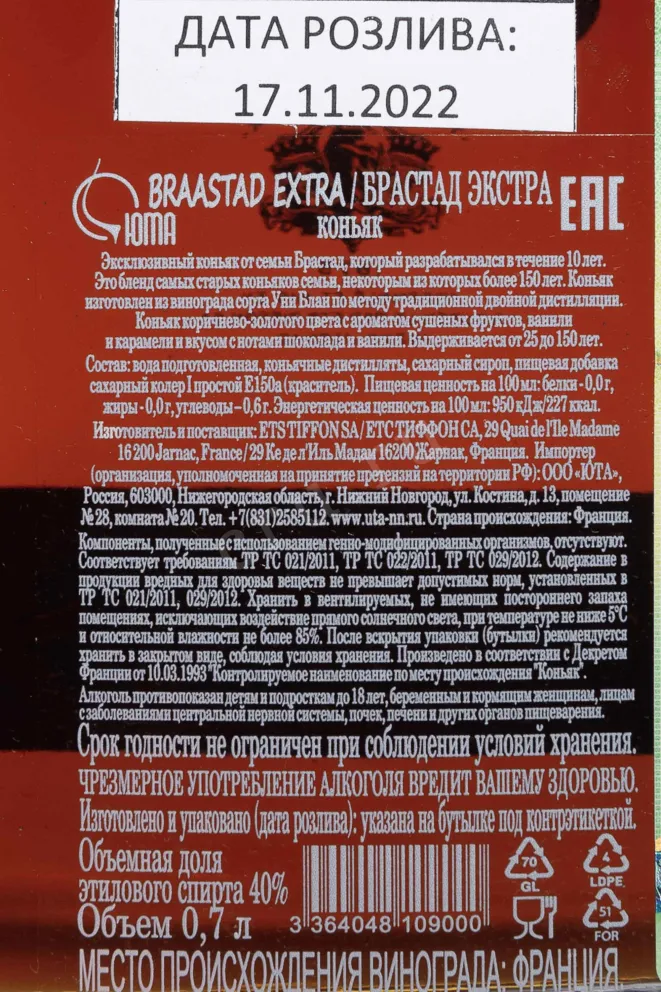 ДАТА РОЗЛИВА:
17.11.2022
BRAASTAD EXTRA / БРАСТАД ЭКСТРА
ЮТА
КОНЬЯК
EAC
Эксклюзивный коньяк от семьи Брастад, который разрабатывался в течение 10 лет.
Это бленд самых старых коньяков семьи, некоторым из которых более 150 лет. Коньяк
изготовлен из винограда сорта Уни Блан по методу традиционной двойной дистилляции.
Коньяк коричнево-золотого цвета с ароматом сушеных фруктов, ванили
и карамели и вкусом с нотами шоколада и ванили. Выдерживается от 25 до 150 лет.
Состав: вода подготовленная, коньячные дистилляты, сахарный сироп, пищевая добавка
сахарный колер I простой Е150а (краситель). Пищевая ценность на 100 мл: белки - 0,0 г,
жиры - 0,0 г, углеводы – 0,6 г. Энергетическая ценность на 100 мл: 950 кДж/227 ккал.
Изготовитель и поставщик: ETS TIFFON SA / ЕТС ТИФФОН СА, 29 Quai de l'Ile Madame
16 200 Jarnac, France / 29 Ке де л'Иль Мадам 16200 Жарнак, Франция. Импортер
(организация, уполномоченная на принятие претензий на территории РФ): ООО «ЮТА»,
Россия, 603000, Нижегородская область, г. Нижний Новгород, ул. Костина, д. 13, помещение
№ 28, комната № 20. Тел. +7(831)2585112. www.uta-nn.ru. Страна происхождения: Франция.
Компоненты, полученные с использованием генно-модифицированных организмов, отсутствуют.
Соответствует требованиям ТР ТС 021/2011, ТР ТС 022/2011, ТР ТС 029/2012. Содержание в
продукции вредных для здоровья веществ не превышает допустимых норм, установленных в
ТР ТС 021/2011, 029/2012. Хранить в вентилируемых, не имеющих постороннего запаха
помещениях, исключающих воздействие прямого солнечного света, при температуре не ниже 5°С
и относительной влажности не более 85%. После вскрытия упаковки (бутылки) рекомендуется
хранить в закрытом виде, соблюдая условия хранения. Произведено в соответствии с Декретом
Франции от 10.03.1993 "Контролируемое наименование по месту происхождения "Коньяк".
Алкоголь противопоказан детям и подросткам до 18 лет, беременным и кормящим женщинам, лицам
с заболеваниями центральной нервной системы, почек, печени и других органов пищеварения.
Срок годности не ограничен при соблюдении условий хранения.
ЧРЕЗМЕРНОЕ УПОТРЕБЛЕНИЕ АЛКОГОЛЯ ВРЕДИТ ВАШЕМУ ЗДОРОВЬЮ.
Изготовлено и упаковано (дата розлива): указана на бутылке под контрэтикеткой.
Объемная доля
этилового спирта 40%
Объем 0,7 л
3 364048 109000
70
GL
4
LDPE
51
FOR
МЕСТО ПРОИСХОЖДЕНИЯ ВИНОГРАДА: ФРАНЦИЯ.